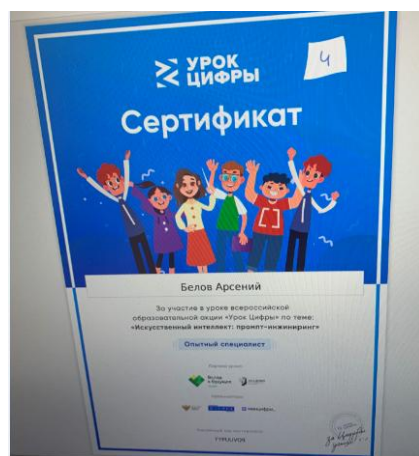 УРОК
ЦИФРЫ
4
Сертификат
Белов Арсений
За участие в уроке всероссийской
образовательной акции «Урок Цифры» по теме:
«Искусственный интеллект: промпт-инжиниринг»
Опытный специалист